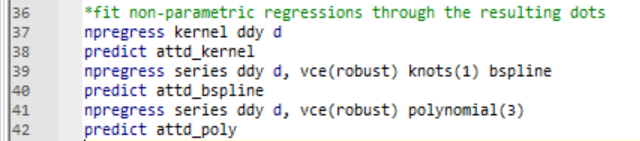 36 *fit non-parametric regressions through the resulting dots
37 npregress kernel ddy d
38 predict attd_kernel
39 npregress series ddy d, vce(robust) knots(1) bspline
40 predict attd_bspline
41 npregress series ddy d, vce(robust) polynomial(3)
42 predict attd_poly